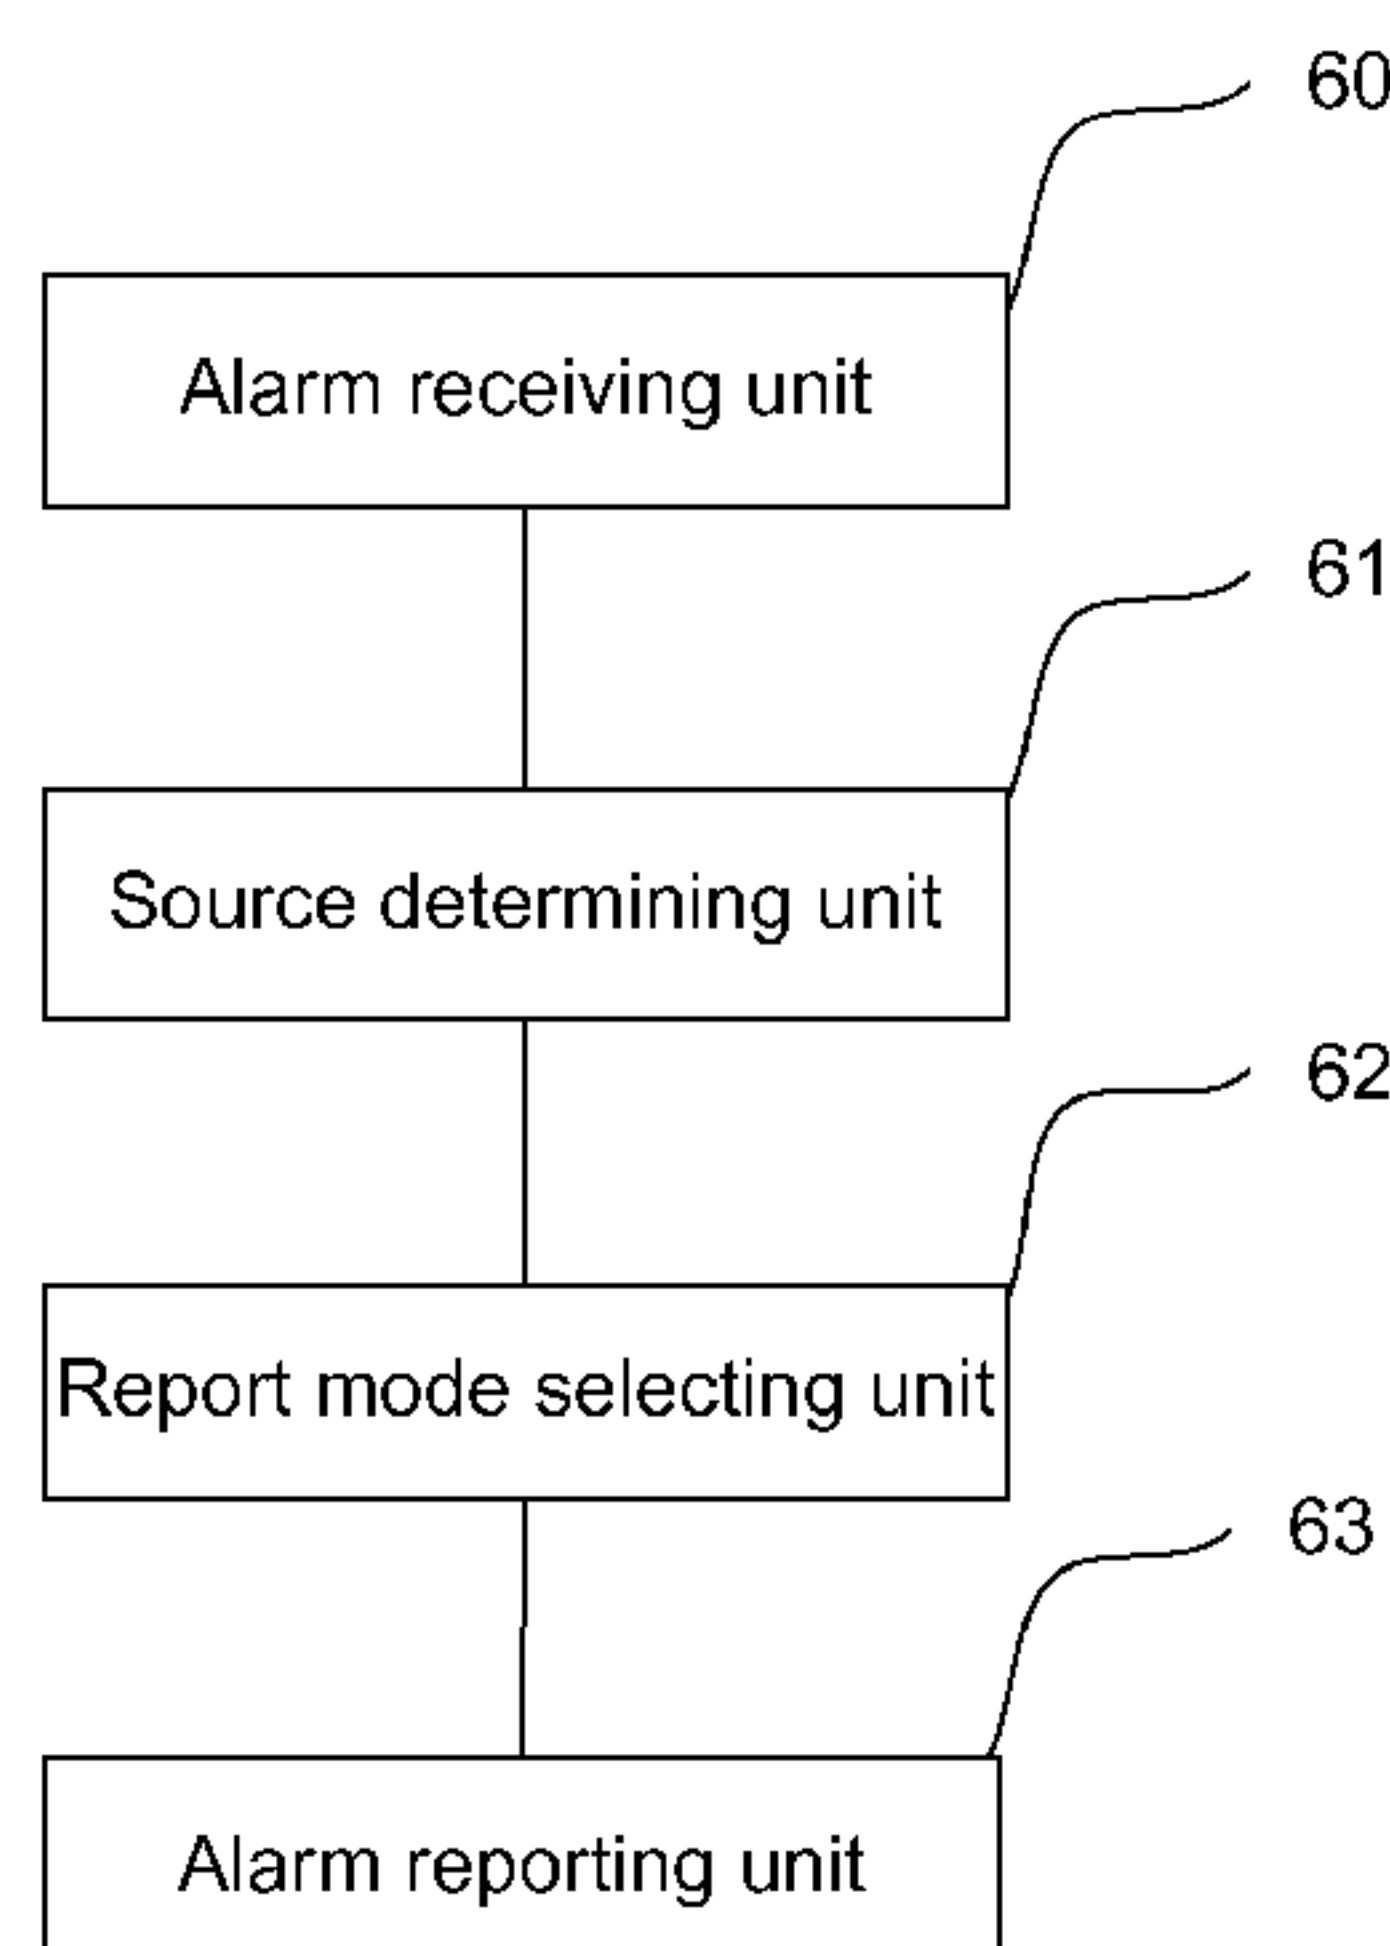 60
Alarm receiving unit
61
Source determining unit
62
Report mode selecting unit
63
Alarm reporting unit